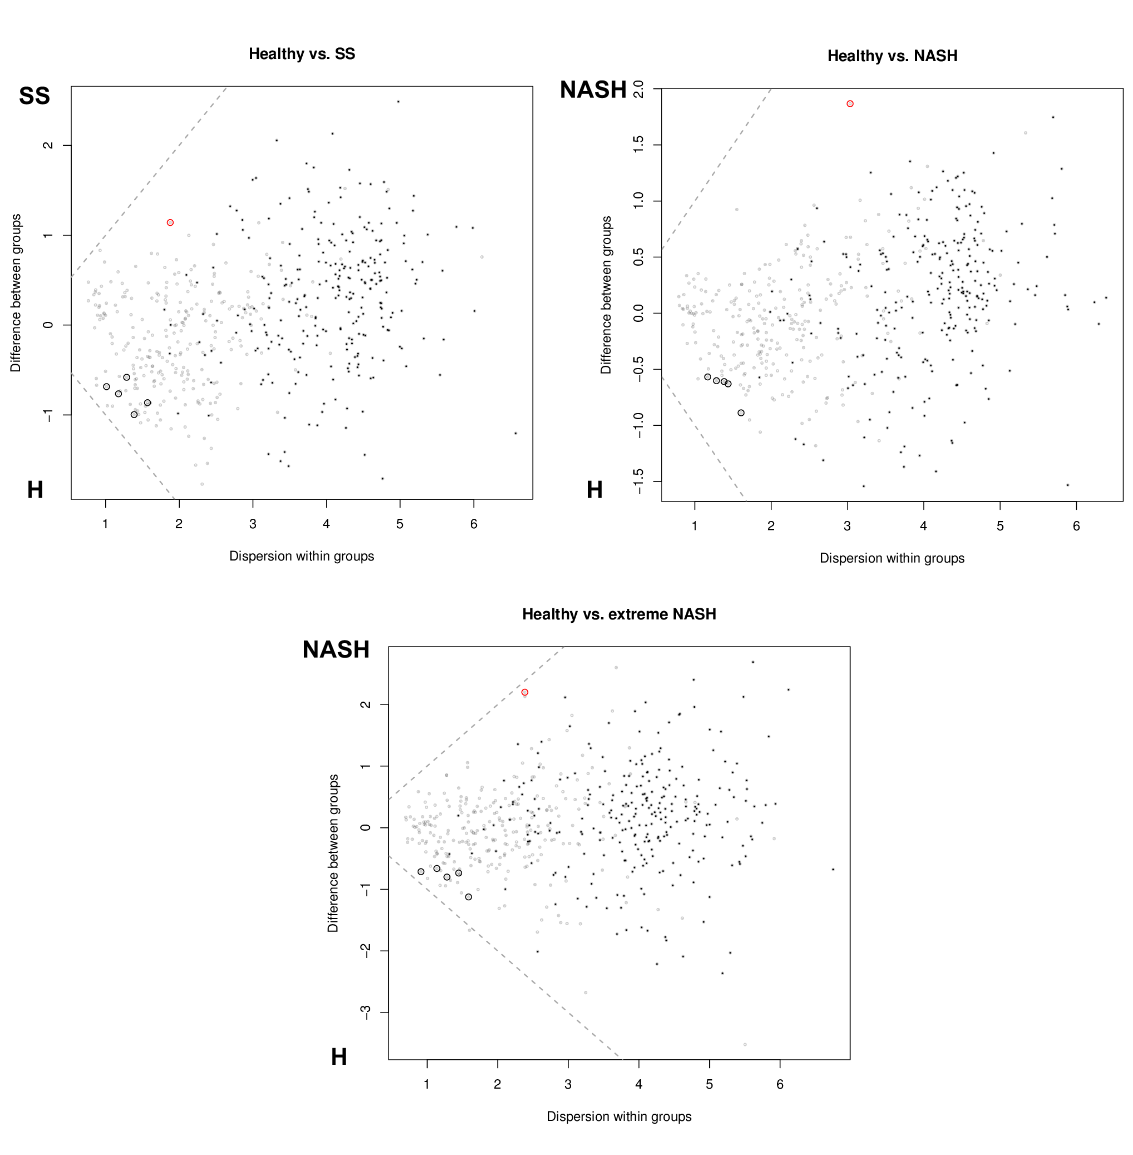 Healthy vs. SS
SS
2
1
0
−1
Difference between groups
H
1 2 3 4 5 6
Dispersion within groups
Healthy vs. NASH
NASH
2.0
1.5
1.0
0.5
0.0
−0.5
−1.0
−1.5
Difference between groups
H
1 2 3 4 5 6
Dispersion within groups
Healthy vs. extreme NASH
NASH
2
1
0
−1
−2
−3
Difference between groups
H
1 2 3 4 5 6
Dispersion within groups